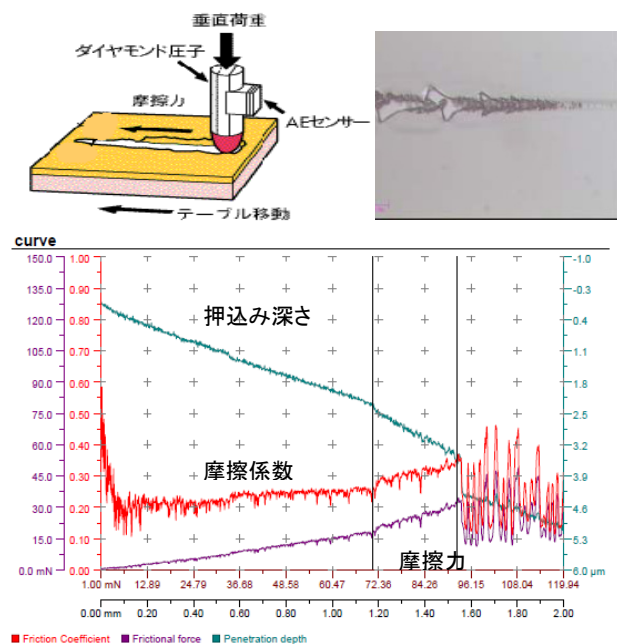 垂直荷重
ダイヤモンド圧子
摩擦力
AEセンサー
テーブル移動
curve
150.0 1.00 -1.0
135.0 0.90 -0.3
120.0 0.80 0.4
105.0 0.70 1.1
90.0 0.60 1.8
75.0 0.50 2.5
60.0 0.40 3.2
45.0 0.30 3.9
30.0 0.20 4.6
15.0 0.10 5.3
0.0 mN 0.00 6.0 µm
押込み深さ
摩擦係数
摩擦力
1.00 mN 12.89 24.79 36.68 48.58 60.47 72.36 84.26 96.15 108.04 119.94
0.00 mm 0.20 0.40 0.60 0.80 1.00 1.20 1.40 1.60 1.80 2.00
Friction Coefficient Frictional force Penetration depth